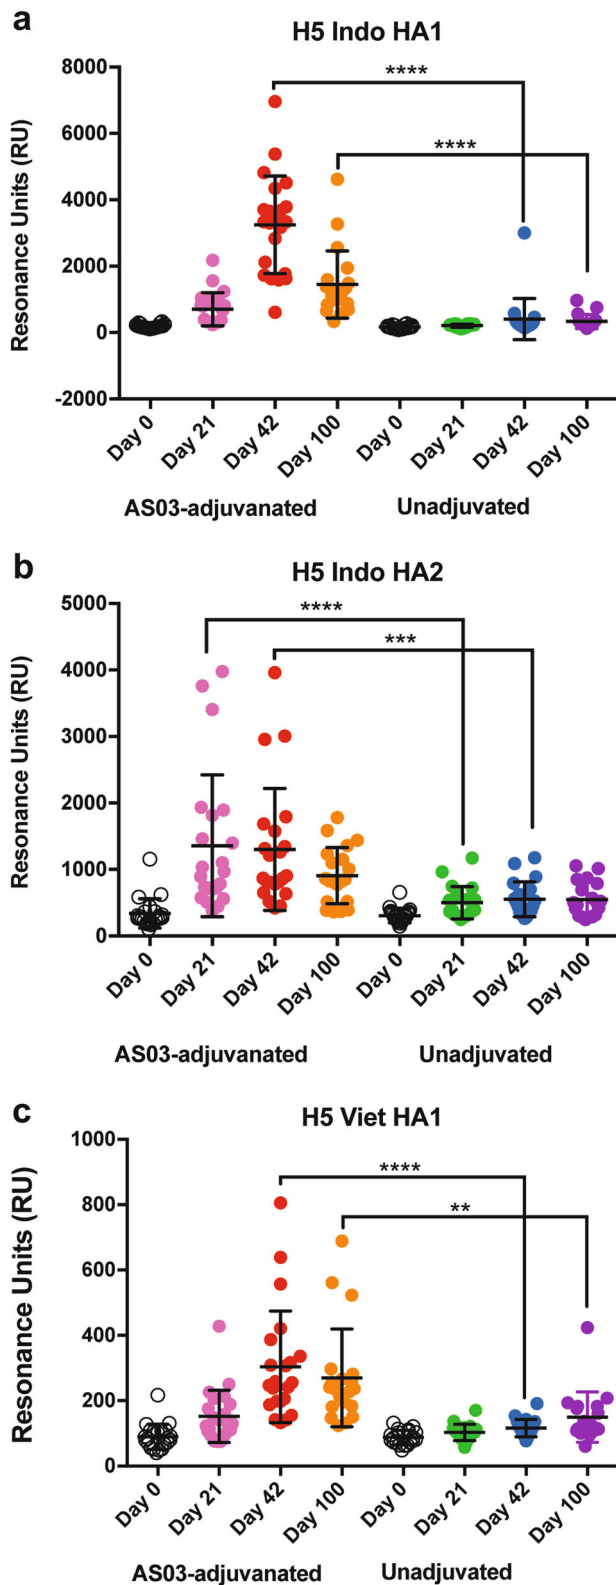 a
H5 Indo HA1
Resonance Units (RU)
8000
6000
4000
2000
0
-2000
****
****
Day 0
Day 21
Day 42
Day 100
Day 0
Day 21
Day 42
Day 100
AS03-adjuvanated
Unadjuvated
b
H5 Indo HA2
Resonance Units (RU)
5000
4000
3000
2000
1000
0
****
***
Day 0
Day 21
Day 42
Day 100
Day 0
Day 21
Day 42
Day 100
AS03-adjuvanated
Unadjuvated
c
H5 Viet HA1
Resonance Units (RU)
1000
800
600
400
200
0
****
**
Day 0
Day 21
Day 42
Day 100
Day 0
Day 21
Day 42
Day 100
AS03-adjuvanated
Unadjuvated